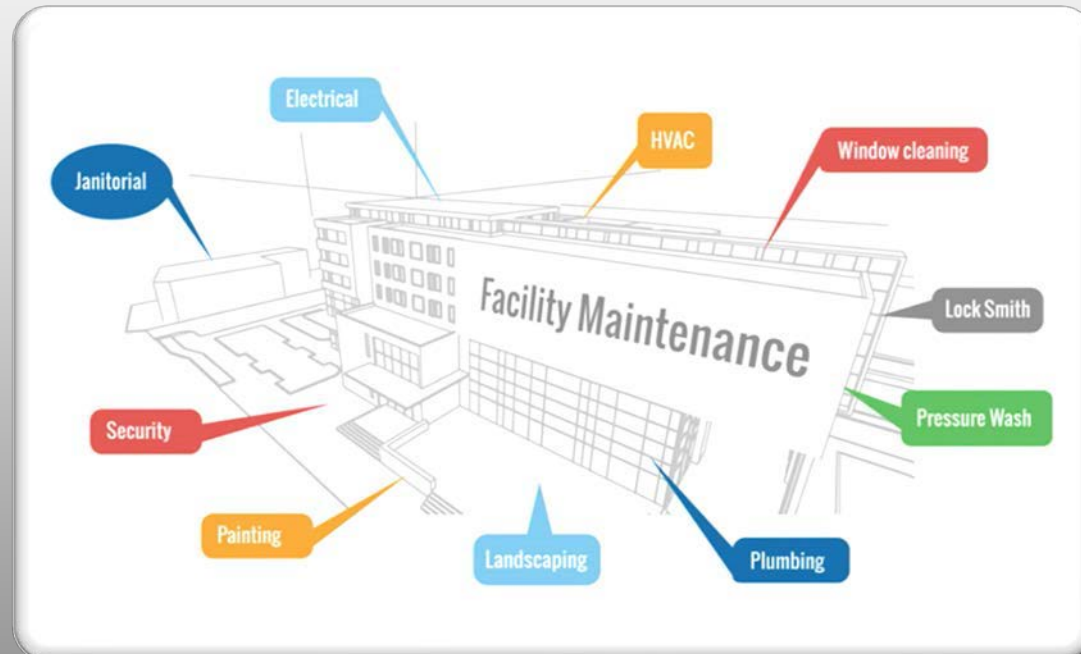 Electrical
HVAC
Window cleaning
Janitorial
Facility Maintenance
Lock Smith
Security
Pressure Wash
Painting
Landscaping
Plumbing